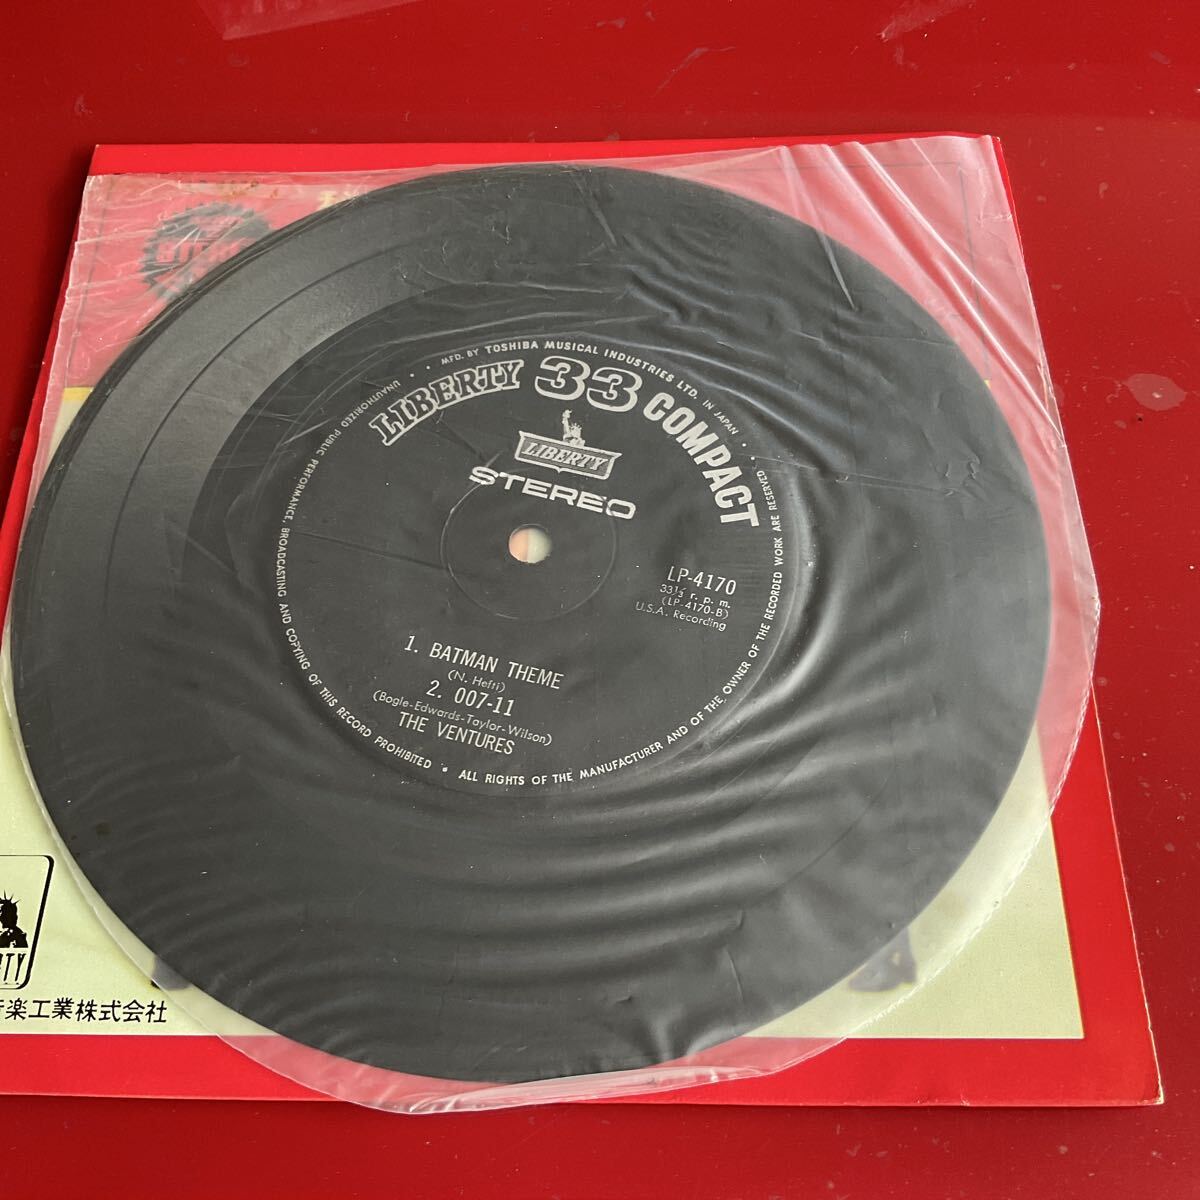 MFD. BY TOSHIBA MUSICAL INDUSTRIES LTD. IN JAPAN
LIBERTY 33 COMPACT
LIBERTY
STEREO
LP-4170
33⅓ r. p. m.
(LP-4170-B)
U.S.A. Recording
1. BATMAN THEME
(N. Hefti)
2. 007-11
(Bogle-Edwards-Taylor-Wilson)
THE VENTURES
UNAUTHORIZED PUBLIC PERFORMANCE, BROADCASTING AND COPYING OF THIS RECORD PROHIBITED • ALL RIGHTS OF THE MANUFACTURER AND OF THE OWNER OF THE RECORDED WORK ARE RESERVED •
楽工業株式会社